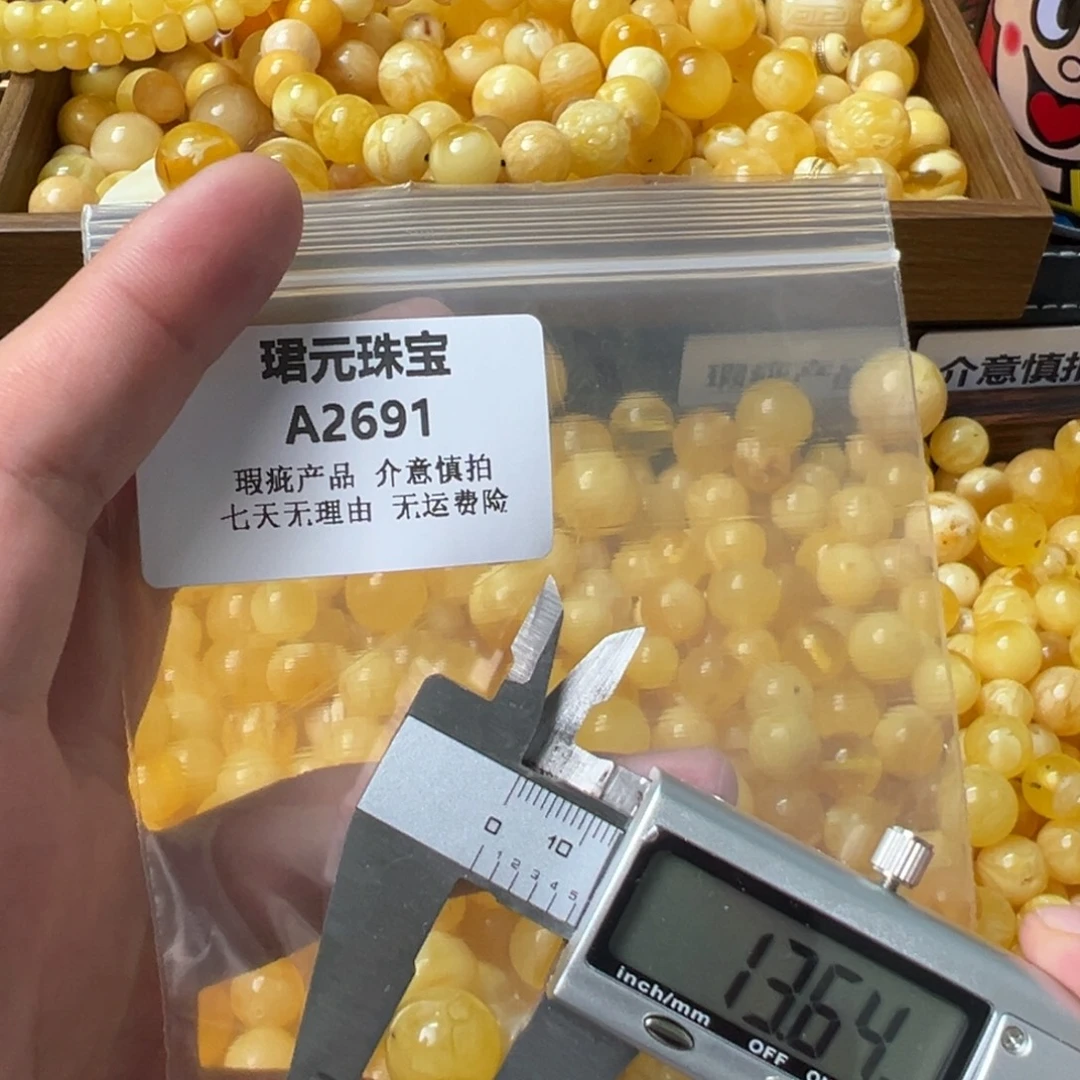 珺元珠宝
A2691
瑕疵产品 介意慎拍
七天无理由 无运费险
介意慎拍
0 10
1 2 3 4 5
13.64
inch/mm
OFF